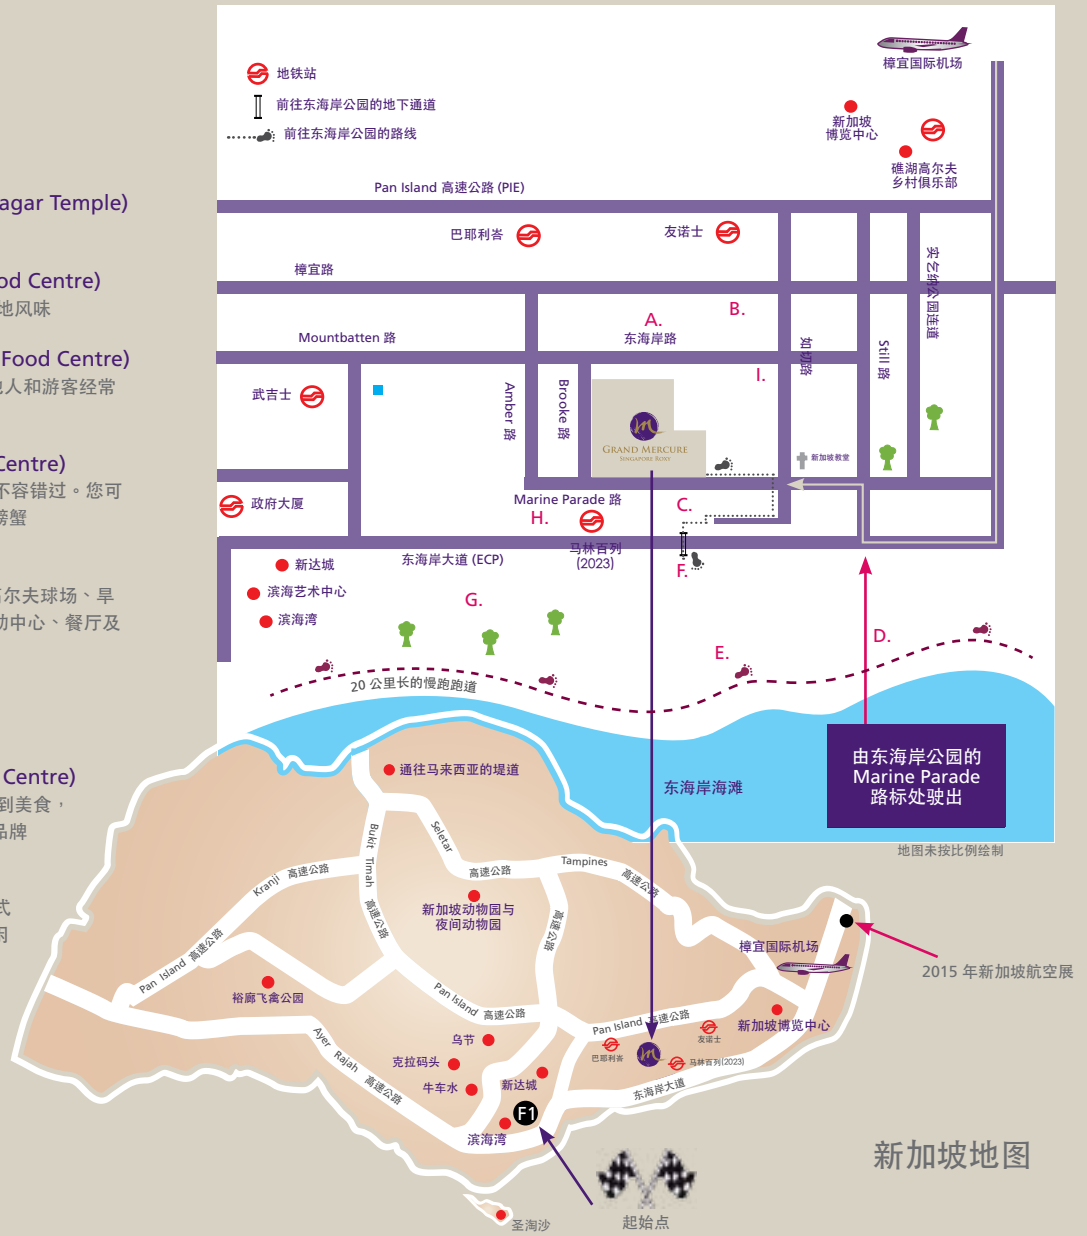 agar Temple)
od Centre)
地风味
Food Centre)
地人和游客经常
Centre)
不容错过。您可
螃蟹
高尔夫球场、旱
动中心、餐厅及
Centre)
到美食，
品牌
式
闲
地铁站
前往东海岸公园的地下通道
前往东海岸公园的路线
樟宜国际机场
新加坡
博览中心
礁湖高尔夫
乡村俱乐部
Pan Island 高速公路 (PIE)
巴耶利峇
友诺士
樟宜路
实乞纳公园连道
A.
B.
Mountbatten 路
东海岸路
如切路
Still 路
I.
武吉士
Amber 路
Brooke 路
GRAND MERCURE
SINGAPORE ROXY
新加坡教堂
政府大厦
Marine Parade 路
H.
C.
马林百列
(2023)
东海岸大道 (ECP)
F.
新达城
滨海艺术中心
滨海湾
G.
D.
E.
20 公里长的慢跑跑道
由东海岸公园的
Marine Parade
路标处驶出
东海岸海滩
地图未按比例绘制
通往马来西亚的堤道
Seletar
高速公路
Bukit Timah 高速公路
Tampines
高速公路
Kranji 高速公路
新加坡动物园与
夜间动物园
高速公路
Pan Island 高速公路
樟宜国际机场
2015 年新加坡航空展
裕廊飞禽公园
Pan Island 高速公路
Pan Island 高速公路
新加坡博览中心
Ayer Rajah 高速公路
乌节
友诺士
巴耶利峇
马林百列(2023)
克拉码头
牛车水
新达城
东海岸大道
F1
滨海湾
新加坡地图
起始点
圣淘沙